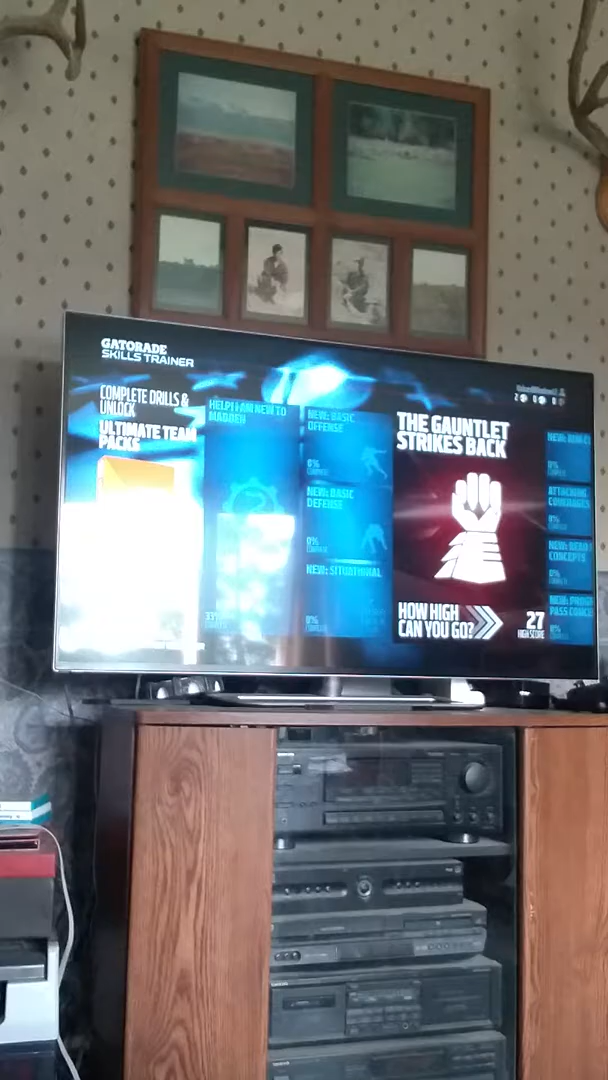 GATORADE
SKILLS TRAINER
COMPLETE DRILLS &
UNLOCK
ULTIMATE TEAM
PACKS
HELP! I AM NEW TO
MADDEN
NEW: BASIC
OFFENSE
0%
NEW: BASIC
DEFENSE
0%
NEW: SITUATIONAL
0%
THE GAUNTLET
STRIKES BACK
HOW HIGH
CAN YOU GO?
27
HIGH SCORE
0%
ATTACKING
0%
CONCEPTS
0%
0%